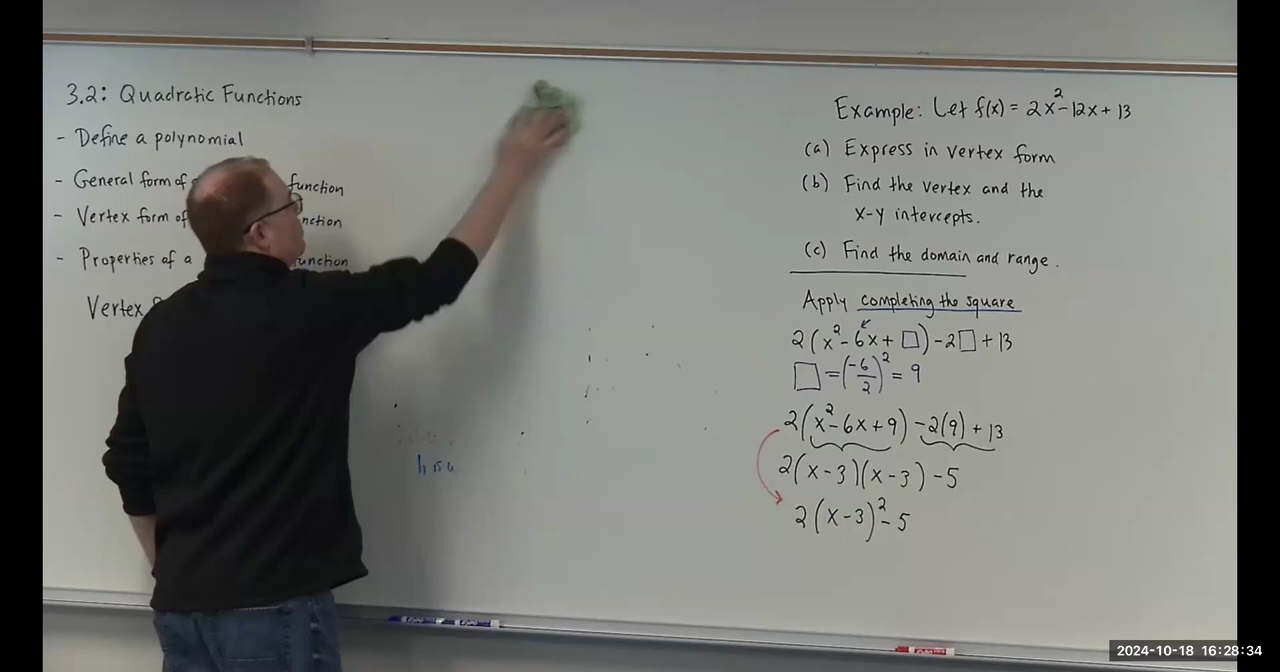 3.2: Quadratic Functions
- Define a polynomial
- General form of function
- Vertex form of
- Properties of a
Vertex
Example: Let f(x) = 2x² - 12x + 13
(a) Express in vertex form
(b) Find the vertex and the
x-y intercepts.
(c) Find the domain and range.
Apply completing the square
2(x² - 6x + □) - 2□ + 13
□ = (-6/2)² = 9
2(x² - 6x + 9) - 2(9) + 13
2(x - 3)(x - 3) - 5
2(x - 3)² - 5
2024-10-18 16:28:34